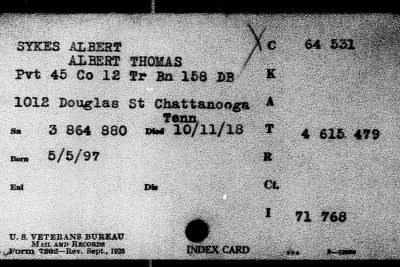 SYKES ALBERT C 64 531
ALBERT THOMAS
Pvt 45 Co 12 Tr Bn 158 DB K
1012 Douglas St Chattanooga A
Tenn
Sn 3 864 880 Died 10/11/18 T 4 615 479
Born 5/5/97 R
Enl Dis Ct.
I 71 768
U. S. VETERANS BUREAU
MAIL AND RECORDS
Form 7202—Rev. Sept., 1926 INDEX CARD